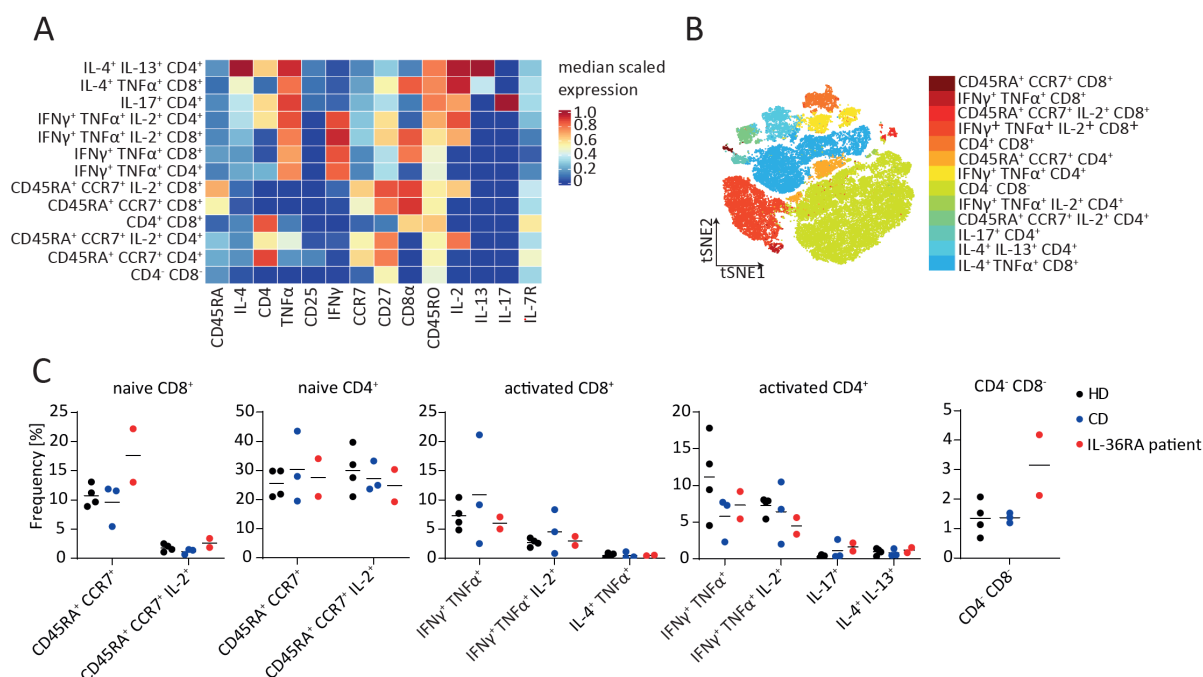 A
IL-4⁺ IL-13⁺ CD4⁺
IL-4⁺ TNFα⁺ CD8⁺
IL-17⁺ CD4⁺
IFNγ⁺ TNFα⁺ IL-2⁺ CD4⁺
IFNγ⁺ TNFα⁺ IL-2⁺ CD8⁺
IFNγ⁺ TNFα⁺ CD8⁺
IFNγ⁺ TNFα⁺ CD4⁺
CD45RA⁺ CCR7⁺ IL-2⁺ CD8⁺
CD45RA⁺ CCR7⁺ CD8⁺
CD4⁺ CD8⁺
CD45RA⁺ CCR7⁺ IL-2⁺ CD4⁺
CD45RA⁺ CCR7⁺ CD4⁺
CD4⁻ CD8⁻
CD45RA
IL-4
CD4
TNFα
CD25
IFNγ
CCR7
CD27
CD8α
CD45RO
IL-2
IL-13
IL-17
IL-7R
median scaled
expression
1.0
0.8
0.6
0.4
0.2
0
B
tSNE2
tSNE1
CD45RA⁺ CCR7⁺ CD8⁺
IFNγ⁺ TNFα⁺ CD8⁺
CD45RA⁺ CCR7⁺ IL-2⁺ CD8⁺
IFNγ⁺ TNFα⁺ IL-2⁺ CD8⁺
CD4⁺ CD8⁺
CD45RA⁺ CCR7⁺ CD4⁺
IFNγ⁺ TNFα⁺ CD4⁺
CD4⁻ CD8⁻
IFNγ⁺ TNFα⁺ IL-2⁺ CD4⁺
CD45RA⁺ CCR7⁺ IL-2⁺ CD4⁺
IL-17⁺ CD4⁺
IL-4⁺ IL-13⁺ CD4⁺
IL-4⁺ TNFα⁺ CD8⁺
C
naive CD8⁺
Frequency [%]
25
20
15
10
5
0
CD45RA⁺ CCR7⁺
CD45RA⁺ CCR7⁺ IL-2⁺
naive CD4⁺
50
40
30
20
10
0
CD45RA⁺ CCR7⁺
CD45RA⁺ CCR7⁺ IL-2⁺
activated CD8⁺
25
20
15
10
5
0
IFNγ⁺ TNFα⁺
IFNγ⁺ TNFα⁺ IL-2⁺
IL-4⁺ TNFα⁺
activated CD4⁺
20
15
10
5
0
IFNγ⁺ TNFα⁺
IFNγ⁺ TNFα⁺ IL-2⁺
IL-17⁺
IL-4⁺ IL-13⁺
CD4⁻ CD8⁻
5
4
3
2
1
0
CD4⁻ CD8⁻
HD
CD
IL-36RA patient